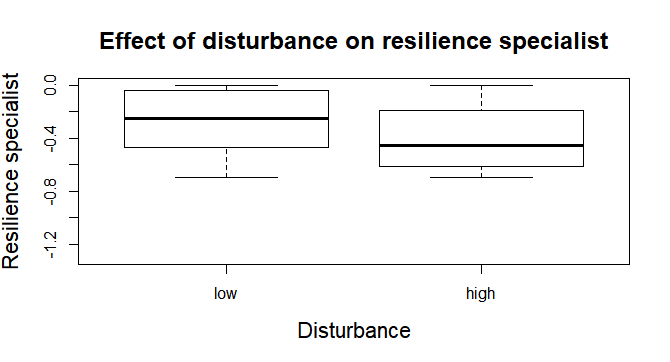 Effect of disturbance on resilience specialist
Resilience specialist
0.0
-0.4
-0.8
-1.2
low high
Disturbance